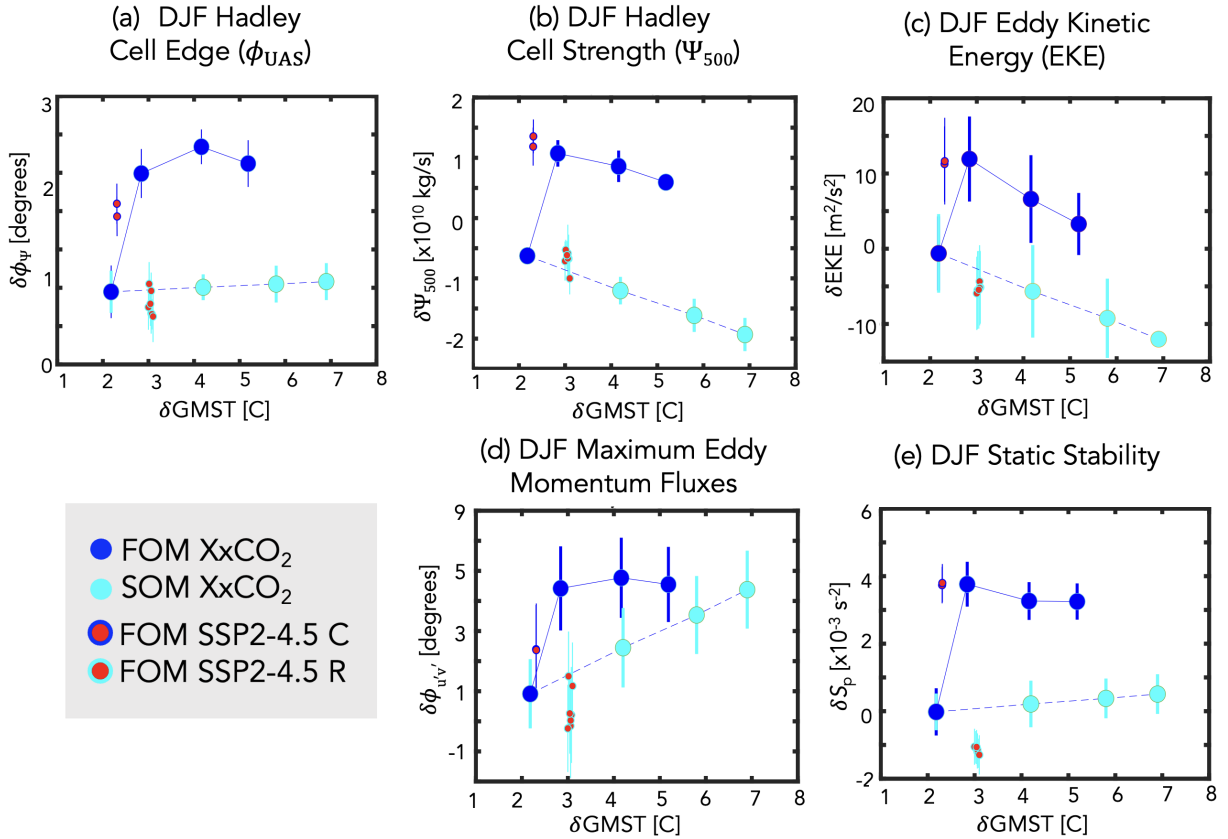 (a) DJF Hadley
Cell Edge (ϕ_UAS)
3
2
1
0
δϕ_Ψ [degrees]
1 2 3 4 5 6 7 8
δGMST [C]
(b) DJF Hadley
Cell Strength (Ψ₅₀₀)
2
1
0
-1
-2
δΨ₅₀₀ [x10¹⁰ kg/s]
1 2 3 4 5 6 7 8
δGMST [C]
(c) DJF Eddy Kinetic
Energy (EKE)
20
10
0
-10
δEKE [m²/s²]
1 2 3 4 5 6 7 8
δGMST [C]
FOM XxCO₂
SOM XxCO₂
FOM SSP2-4.5 C
FOM SSP2-4.5 R
(d) DJF Maximum Eddy
Momentum Fluxes
9
7
5
3
1
-1
δϕ_u′v′ [degrees]
1 2 3 4 5 6 7 8
δGMST [C]
(e) DJF Static Stability
6
4
2
0
-2
δS_p [x10⁻³ s⁻²]
1 2 3 4 5 6 7 8
δGMST [C]